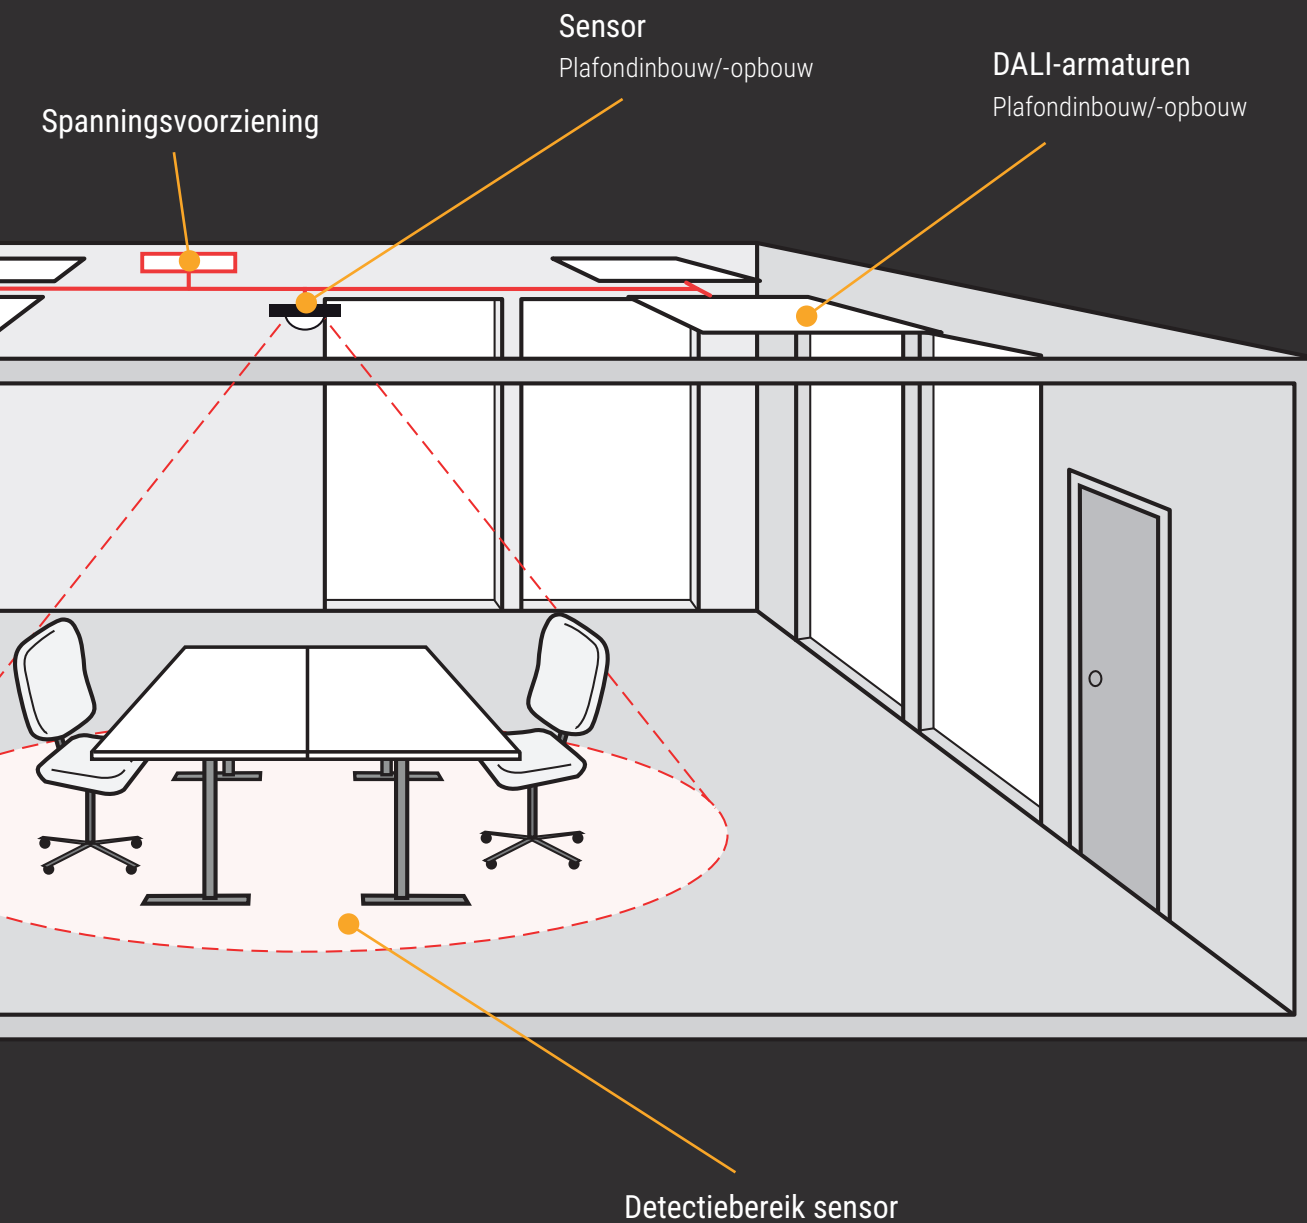 Sensor
Plafondinbouw/-opbouw
DALI-armaturen
Plafondinbouw/-opbouw
Spanningsvoorziening
Detectiebereik sensor